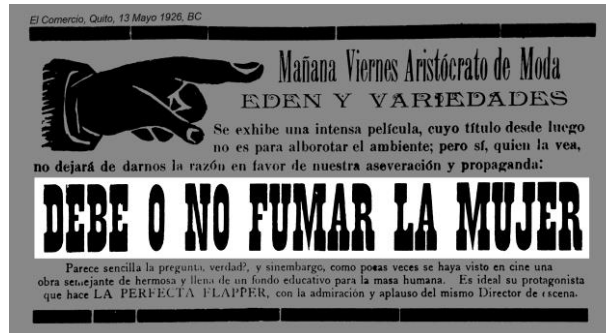 El Comercio, Quito, 13 Mayo 1926, BC
Mañana Viernes Aristócrato de Moda
EDEN Y VARIEDADES
Se exhibe una intensa película, cuyo título desde luego
no es para alborotar el ambiente; pero sí, quien la vea,
no dejará de darnos la razón en favor de nuestra aseveración y propaganda:
DEBE O NO FUMAR LA MUJER
Parece sencilla la pregunta, verdad?, y sinembargo, como pocas veces se haya visto en cine una
obra semejante de hermosa y llena de un fondo educativo para la masa humana. Es ideal su protagonista
que hace LA PERFECTA FLAPPER, con la admiración y aplauso del mismo Director de escena.